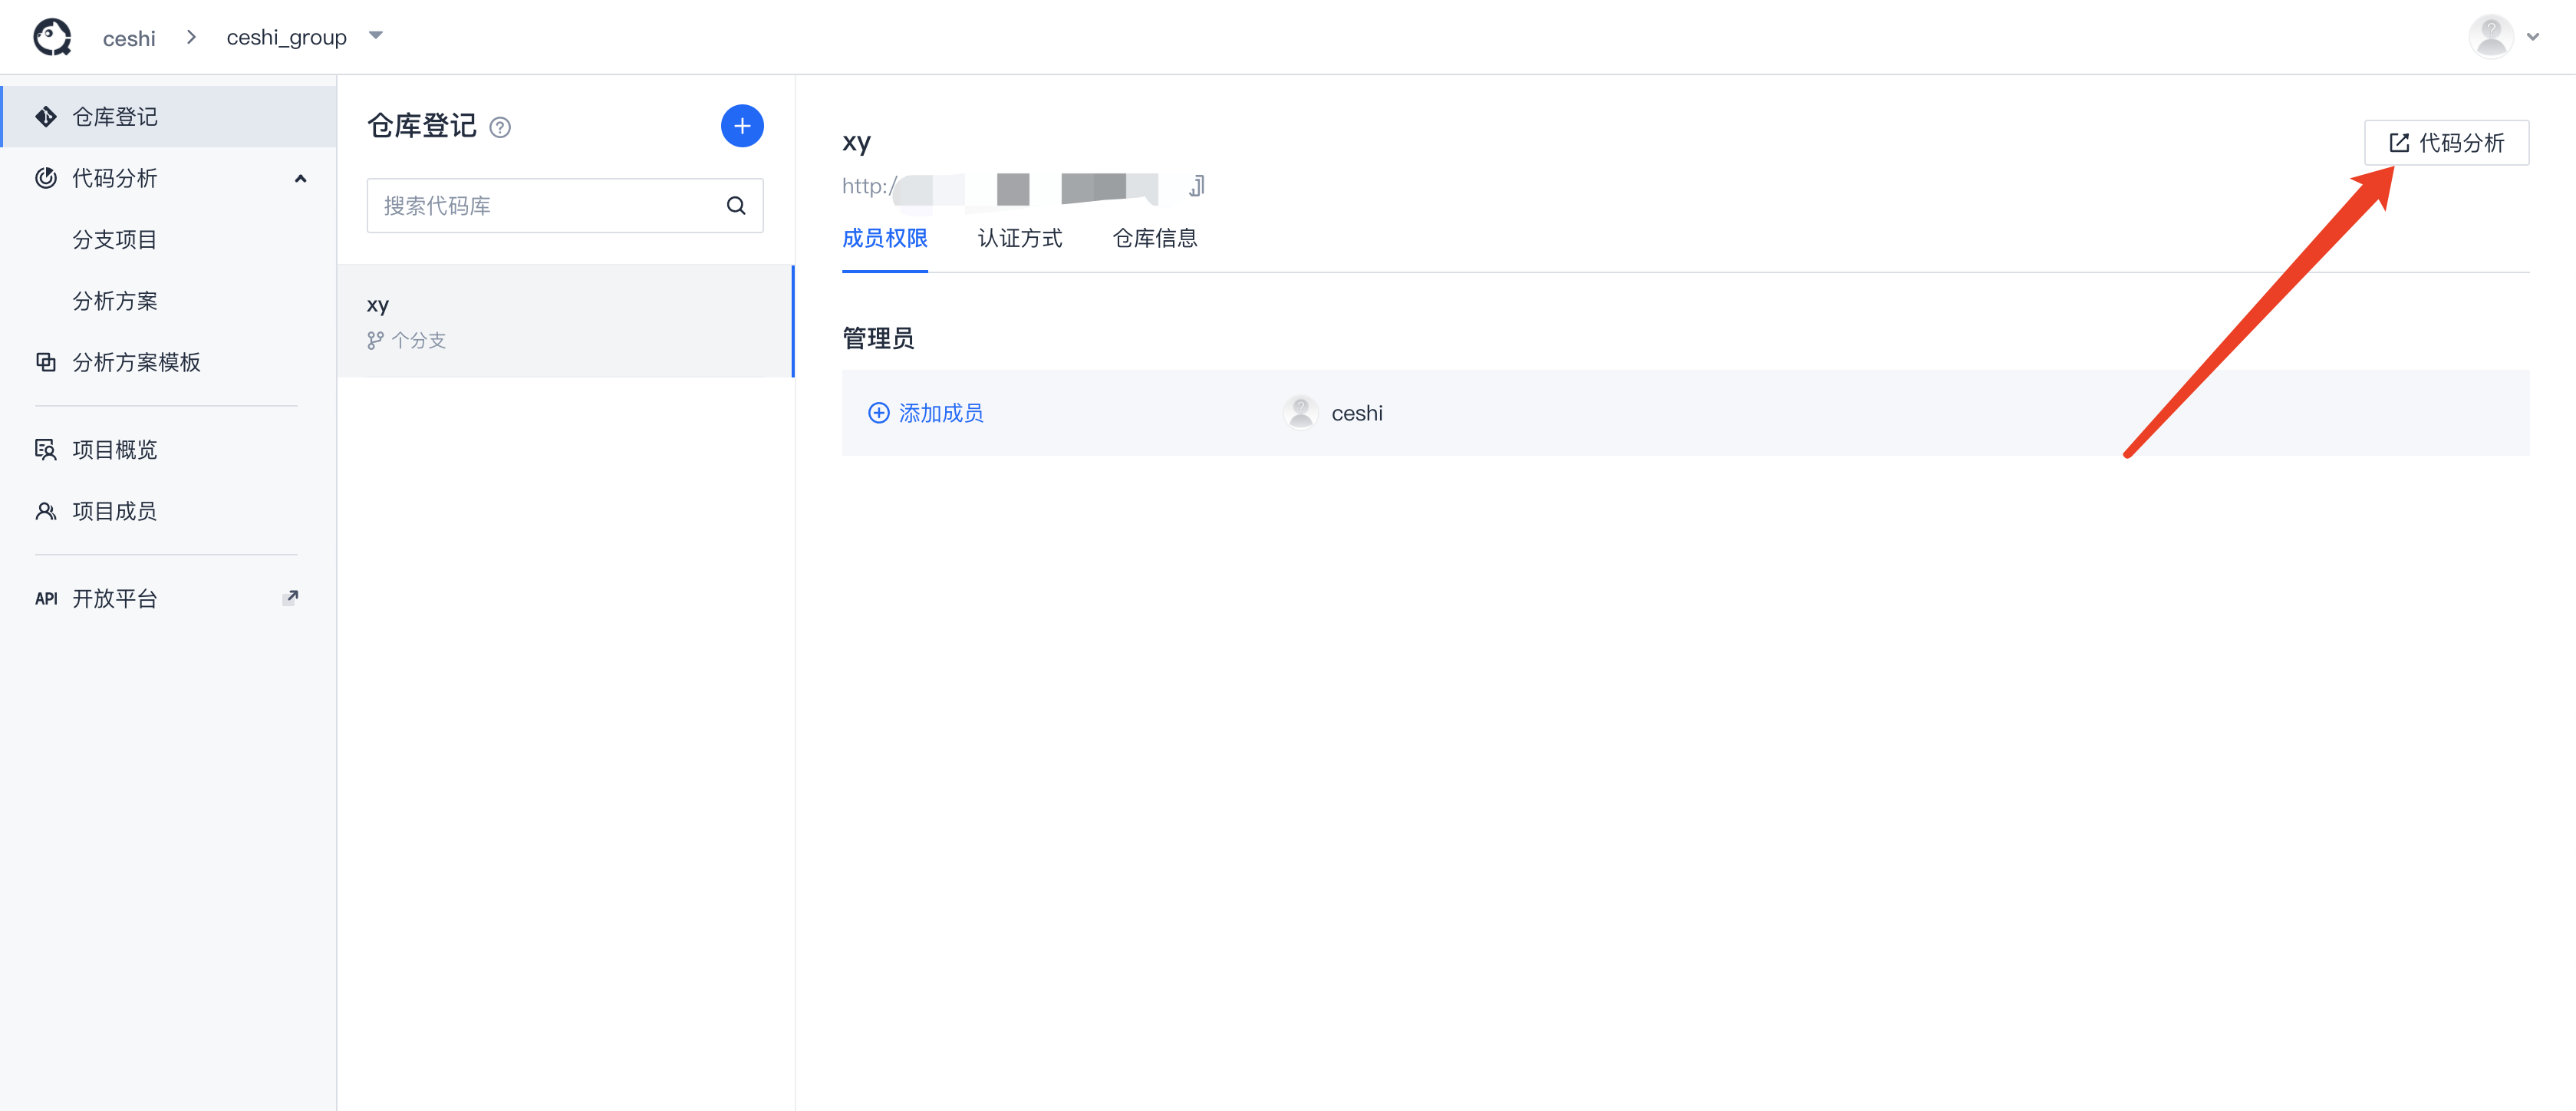 ceshi > ceshi_group
仓库登记
代码分析
分支项目
分析方案
分析方案模板
项目概览
项目成员
API 开放平台
仓库登记
搜索代码库
xy
个分支
xy
代码分析
http:/
成员权限 认证方式 仓库信息
管理员
添加成员 ceshi